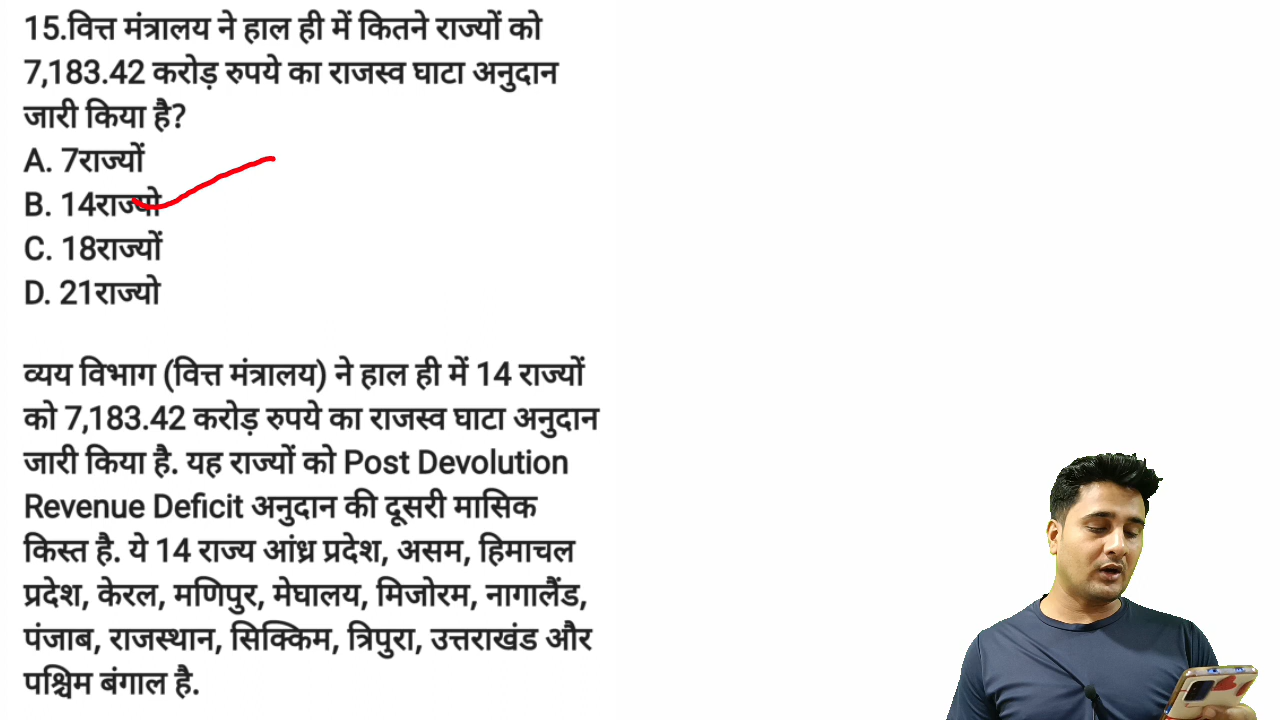 15.वित्त मंत्रालय ने हाल ही में कितने राज्यों को
7,183.42 करोड़ रुपये का राजस्व घाटा अनुदान
जारी किया है?
A. 7राज्यों
B. 14राज्यो
C. 18राज्यों
D. 21राज्यो
व्यय विभाग (वित्त मंत्रालय) ने हाल ही में 14 राज्यों
को 7,183.42 करोड़ रुपये का राजस्व घाटा अनुदान
जारी किया है. यह राज्यों को Post Devolution
Revenue Deficit अनुदान की दूसरी मासिक
किस्त है. ये 14 राज्य आंध्र प्रदेश, असम, हिमाचल
प्रदेश, केरल, मणिपुर, मेघालय, मिजोरम, नागालैंड,
पंजाब, राजस्थान, सिक्किम, त्रिपुरा, उत्तराखंड और
पश्चिम बंगाल है.